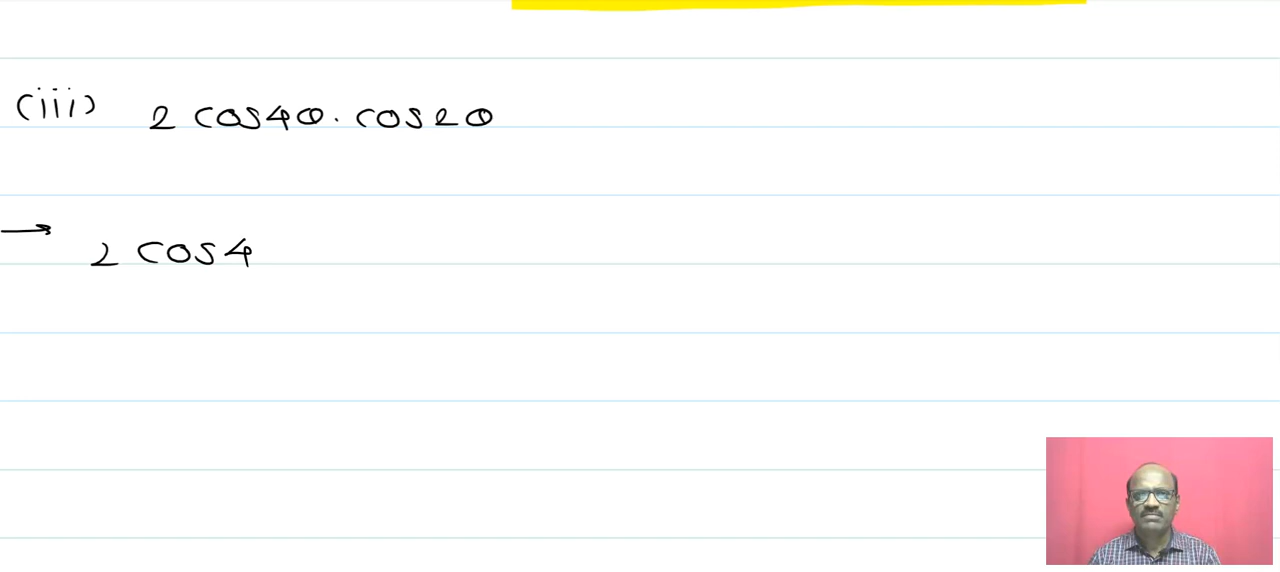 (iii) 2 cos4θ. cos2θ
→ 2 cos4